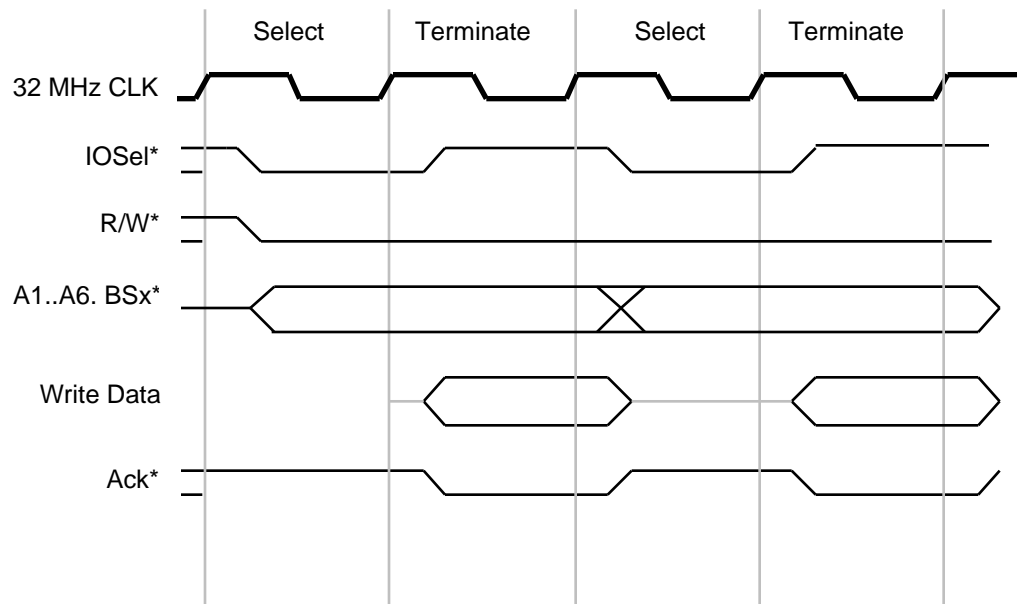 Select Terminate Select Terminate
32 MHz CLK
IOSel*
R/W*
A1..A6. BSx*
Write Data
Ack*